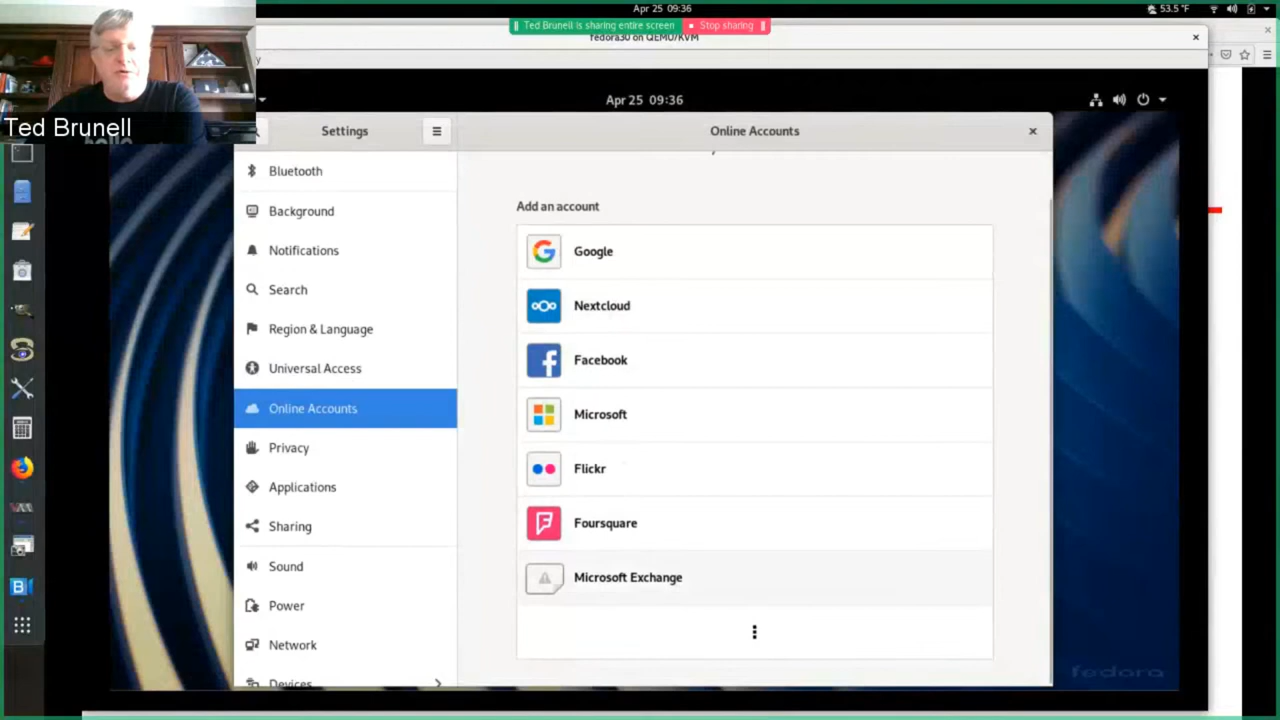 Apr 25 09:36
53.5 °F
Ted Brunell is sharing entire screen
Stop sharing
fedora30 on QEMU/KVM
Ted Brunell
Apr 25 09:36
Settings
Online Accounts
Bluetooth
Background
Notifications
Search
Region & Language
Universal Access
Online Accounts
Privacy
Applications
Sharing
Sound
Power
Network
Devices
Add an account
Google
Nextcloud
Facebook
Microsoft
Flickr
Foursquare
Microsoft Exchange
fedora